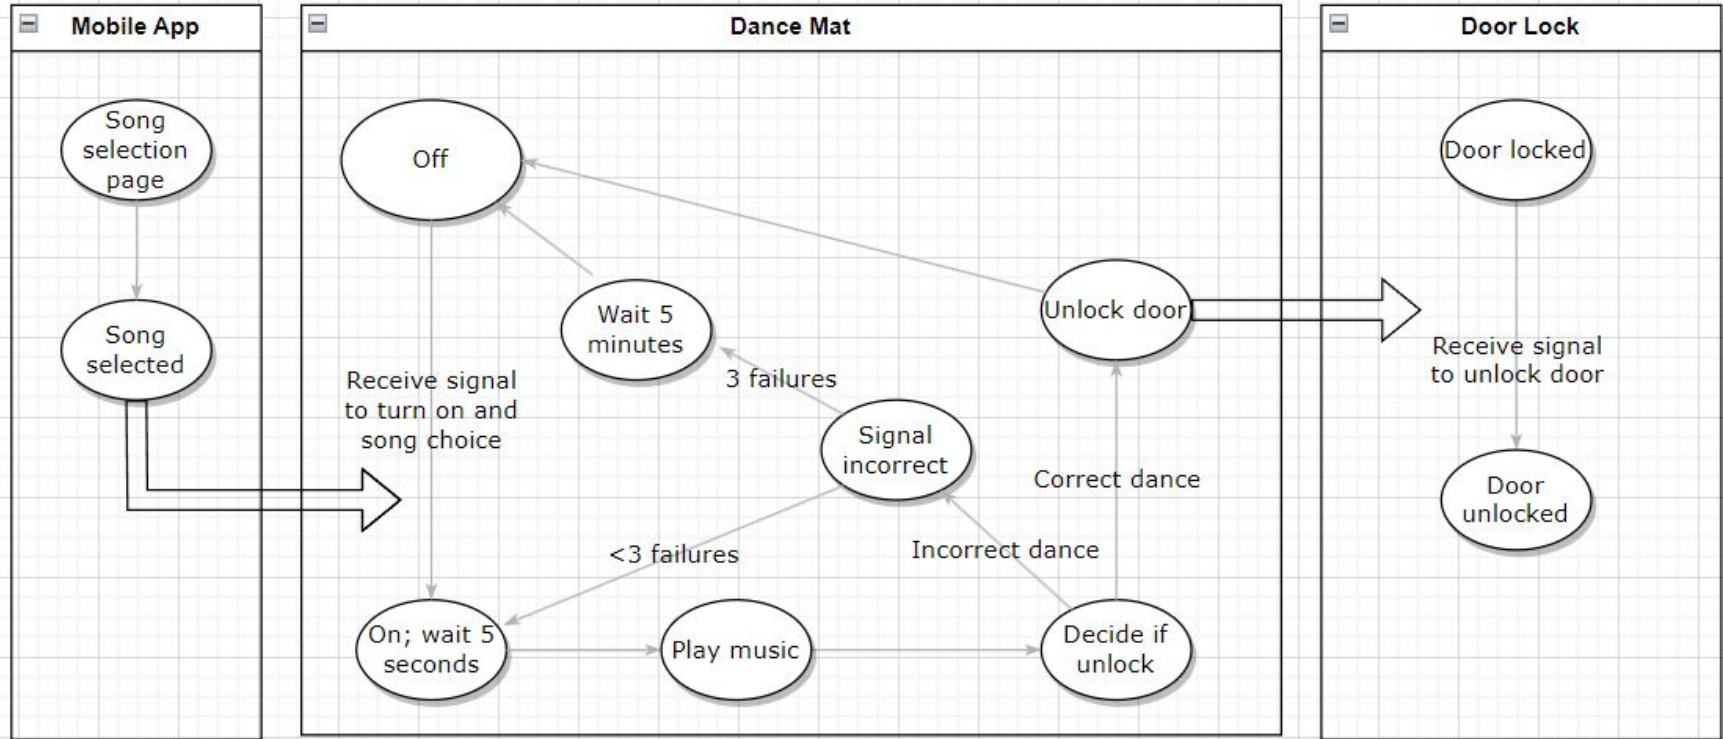 Mobile App
Song
selection
page
Song
selected
Dance Mat
Off
Wait 5
minutes
Unlock door
3 failures
Receive signal
to turn on and
song choice
Signal
incorrect
Correct dance
<3 failures
Incorrect dance
On; wait 5
seconds
Play music
Decide if
unlock
Door Lock
Door locked
Receive signal
to unlock door
Door
unlocked